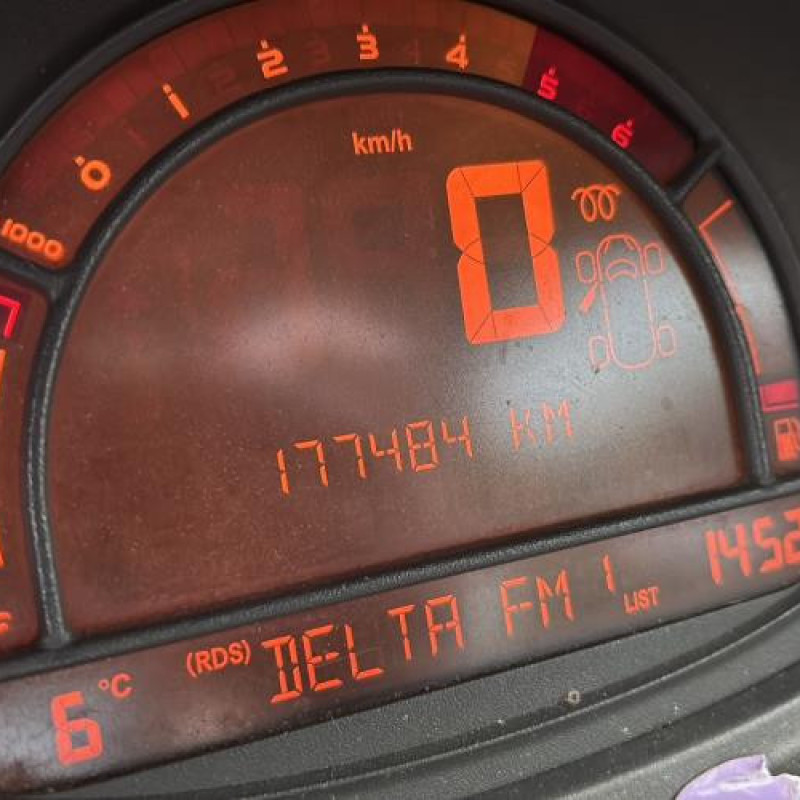 1000 0 1 2 3 4 5 6
km/h
0
177484 KM
6 °C (RDS) DELTA FM 1 LIST 1452